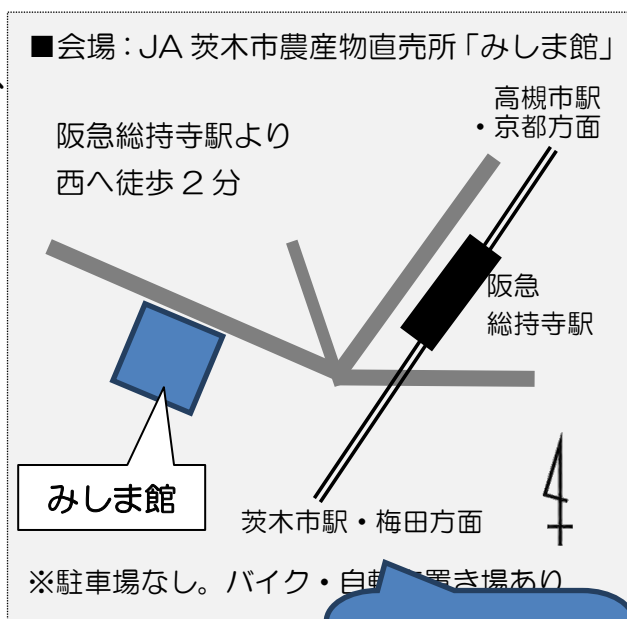 ■会場：JA 茨木市農産物直売所「みしま館」
高槻市駅
・京都方面
阪急総持寺駅より
西へ徒歩 2 分
阪急
総持寺駅
みしま館
茨木市駅・梅田方面
※駐車場なし。バイク・自転車置き場あり